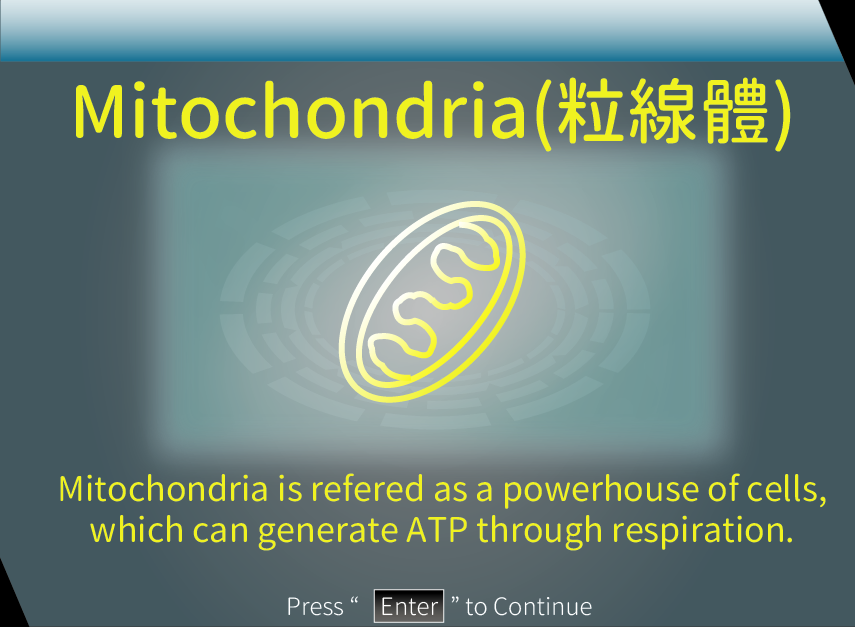 Mitochondria(粒線體)
Mitochondria is refered as a powerhouse of cells,
which can generate ATP through respiration.
Press “ Enter ” to Continue